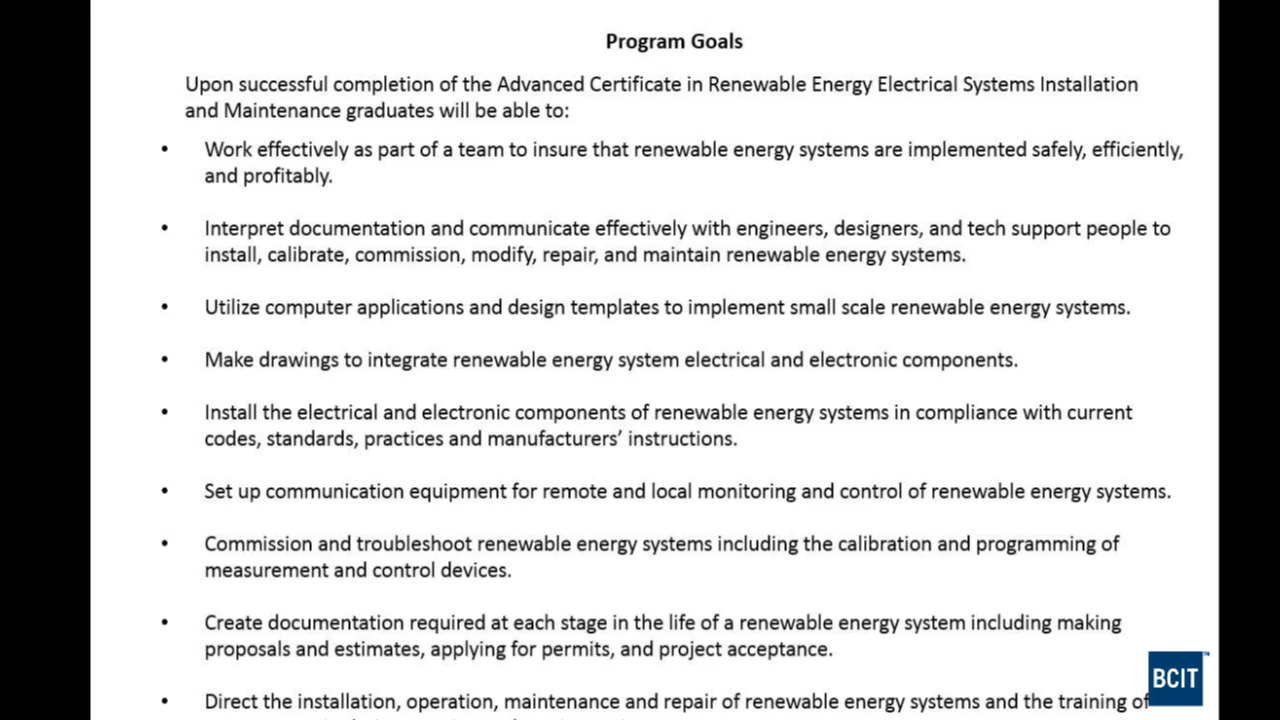 Program Goals
Upon successful completion of the Advanced Certificate in Renewable Energy Electrical Systems Installation
and Maintenance graduates will be able to:
• Work effectively as part of a team to insure that renewable energy systems are implemented safely, efficiently,
and profitably.
• Interpret documentation and communicate effectively with engineers, designers, and tech support people to
install, calibrate, commission, modify, repair, and maintain renewable energy systems.
• Utilize computer applications and design templates to implement small scale renewable energy systems.
• Make drawings to integrate renewable energy system electrical and electronic components.
• Install the electrical and electronic components of renewable energy systems in compliance with current
codes, standards, practices and manufacturers’ instructions.
• Set up communication equipment for remote and local monitoring and control of renewable energy systems.
• Commission and troubleshoot renewable energy systems including the calibration and programming of
measurement and control devices.
• Create documentation required at each stage in the life of a renewable energy system including making
proposals and estimates, applying for permits, and project acceptance.
• Direct the installation, operation, maintenance and repair of renewable energy systems and the training of
BCIT™